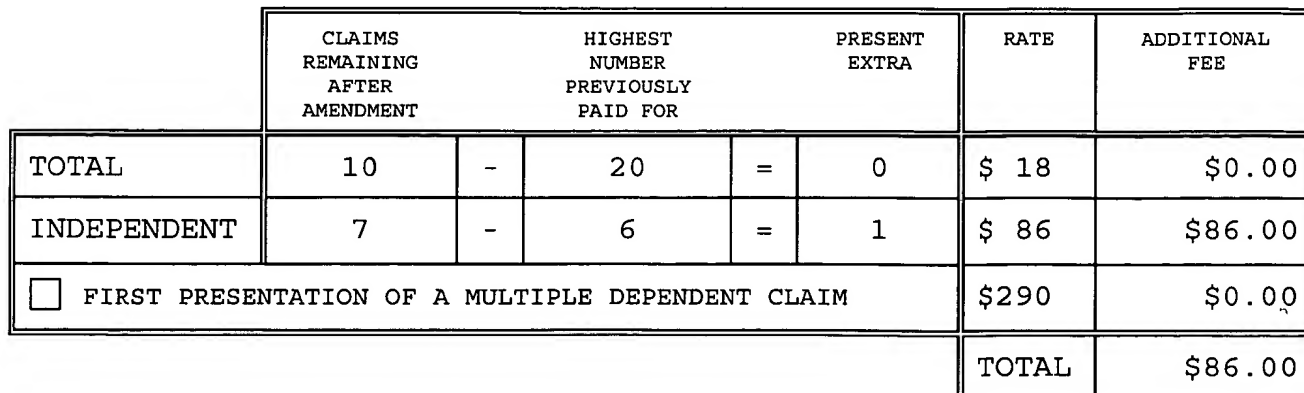 CLAIMS REMAINING AFTER AMENDMENT HIGHEST NUMBER PREVIOUSLY PAID FOR PRESENT EXTRA RATE ADDITIONAL FEE
TOTAL 10 - 20 = 0 $ 18 $0.00
INDEPENDENT 7 - 6 = 1 $ 86 $86.00
FIRST PRESENTATION OF A MULTIPLE DEPENDENT CLAIM $290 $0.00
TOTAL $86.00